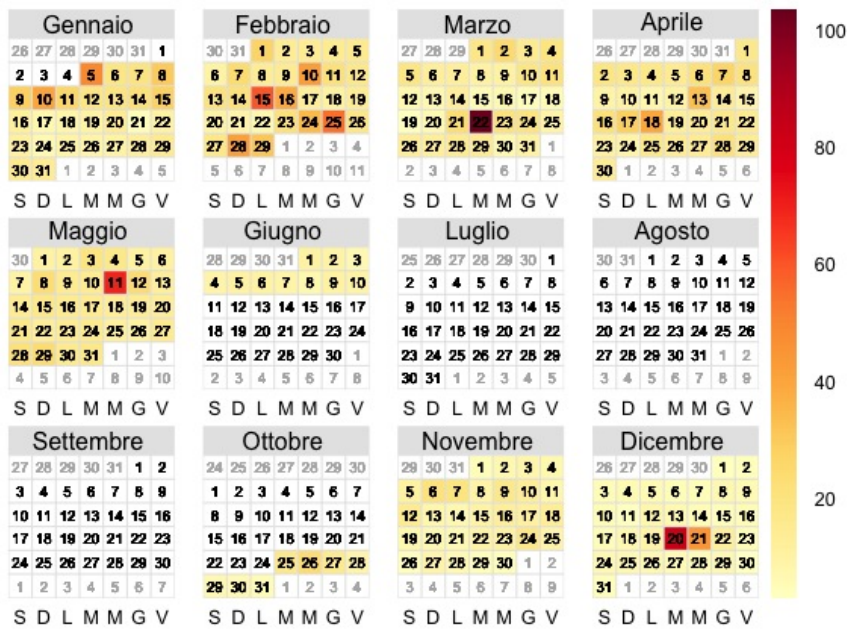 Gennaio
26 27 28 29 30 31 1
2 3 4 5 6 7 8
9 10 11 12 13 14 15
16 17 18 19 20 21 22
23 24 25 26 27 28 29
30 31 1 2 3 4 5
S D L M M G V
Febbraio
30 31 1 2 3 4 5
6 7 8 9 10 11 12
13 14 15 16 17 18 19
20 21 22 23 24 25 26
27 28 29 1 2 3 4
5 6 7 8 9 10 11
S D L M M G V
Marzo
27 28 29 1 2 3 4
5 6 7 8 9 10 11
12 13 14 15 16 17 18
19 20 21 22 23 24 25
26 27 28 29 30 31 1
2 3 4 5 6 7 8
S D L M M G V
Aprile
26 27 28 29 30 31 1
2 3 4 5 6 7 8
9 10 11 12 13 14 15
16 17 18 19 20 21 22
23 24 25 26 27 28 29
30 1 2 3 4 5 6
S D L M M G V
Maggio
30 1 2 3 4 5 6
7 8 9 10 11 12 13
14 15 16 17 18 19 20
21 22 23 24 25 26 27
28 29 30 31 1 2 3
4 5 6 7 8 9 10
S D L M M G V
Giugno
28 29 30 31 1 2 3
4 5 6 7 8 9 10
11 12 13 14 15 16 17
18 19 20 21 22 23 24
25 26 27 28 29 30 1
2 3 4 5 6 7 8
S D L M M G V
Luglio
25 26 27 28 29 30 1
2 3 4 5 6 7 8
9 10 11 12 13 14 15
16 17 18 19 20 21 22
23 24 25 26 27 28 29
30 31 1 2 3 4 5
S D L M M G V
Agosto
30 31 1 2 3 4 5
6 7 8 9 10 11 12
13 14 15 16 17 18 19
20 21 22 23 24 25 26
27 28 29 30 31 1 2
3 4 5 6 7 8 9
S D L M M G V
Settembre
27 28 29 30 31 1 2
3 4 5 6 7 8 9
10 11 12 13 14 15 16
17 18 19 20 21 22 23
24 25 26 27 28 29 30
1 2 3 4 5 6 7
S D L M M G V
Ottobre
24 25 26 27 28 29 30
1 2 3 4 5 6 7
8 9 10 11 12 13 14
15 16 17 18 19 20 21
22 23 24 25 26 27 28
29 30 31 1 2 3 4
S D L M M G V
Novembre
29 30 31 1 2 3 4
5 6 7 8 9 10 11
12 13 14 15 16 17 18
19 20 21 22 23 24 25
26 27 28 29 30 1 2
3 4 5 6 7 8 9
S D L M M G V
Dicembre
26 27 28 29 30 1 2
3 4 5 6 7 8 9
10 11 12 13 14 15 16
17 18 19 20 21 22 23
24 25 26 27 28 29 30
31 1 2 3 4 5 6
S D L M M G V
100
80
60
40
20